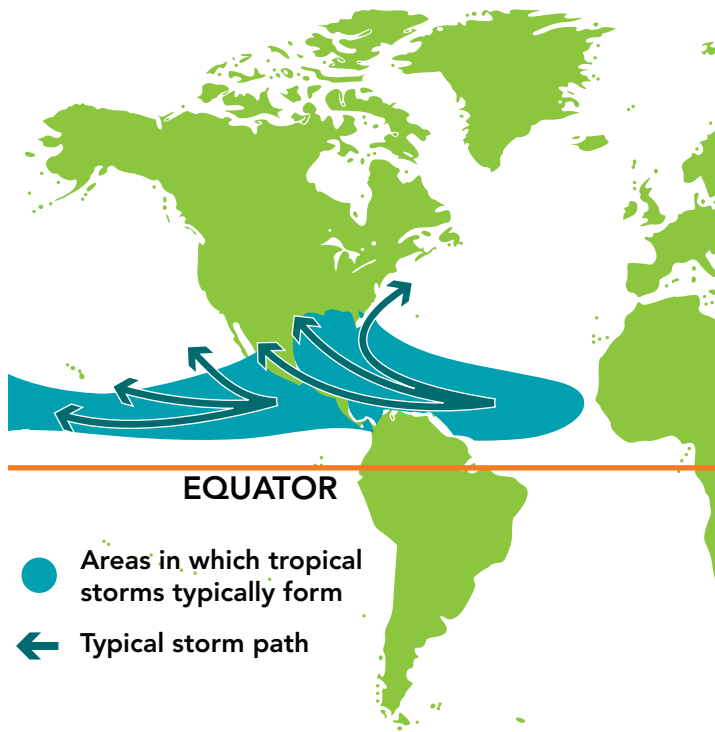 EQUATOR
Areas in which tropical
storms typically form
Typical storm path